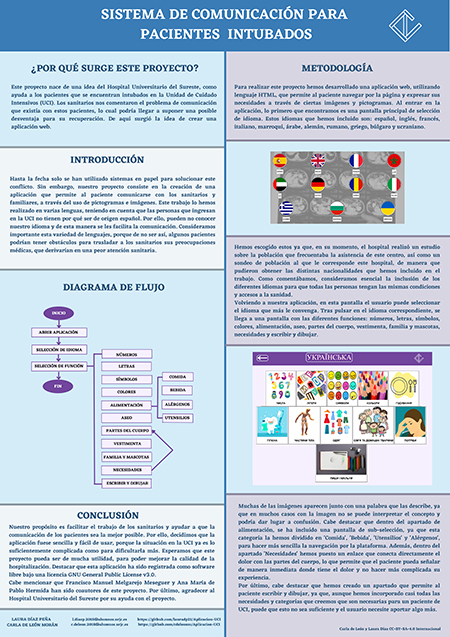 SISTEMA DE COMUNICACIÓN PARA
PACIENTES INTUBADOS
¿POR QUÉ SURGE ESTE PROYECTO?
Este proyecto nace de una idea del Hospital Universitario del Sureste, como
ayuda a los pacientes que se encuentran intubados en la Unidad de Cuidado
Intensivos (UCI). Los sanitarios nos comentaron el problema de comunicación
que existía con estos pacientes, lo cual podría llegar a suponer una posible
desventaja para su recuperación. De aquí surgió la idea de crear una
aplicación web.
INTRODUCCIÓN
Hasta la fecha solo se han utilizado sistemas en papel para solucionar este
conflicto. Sin embargo, nuestro proyecto consiste en la creación de una
aplicación que permite al paciente comunicarse con los sanitarios y
familiares, a través del uso de pictogramas e imágenes. Este trabajo lo hemos
realizado en varias lenguas, teniendo en cuenta que las personas que ingresan
en la UCI no tienen por qué ser de origen español. Por ello, pueden no conocer
nuestro idioma y de esta manera se les facilita la comunicación. Consideramos
importante esta variedad de lenguajes, porque de no ser así, algunos pacientes
podrían tener obstáculos para trasladar a los sanitarios sus preocupaciones
médicas, que derivarían en una peor atención sanitaria.
DIAGRAMA DE FLUJO
INICIO
ABRIR APLICACIÓN
SELECCIÓN DE IDIOMA
SELECCIÓN DE FUNCIÓN
FIN
NÚMEROS
LETRAS
SÍMBOLOS
COLORES
ALIMENTACIÓN
ASEO
PARTES DEL CUERPO
VESTIMENTA
FAMILIA Y MASCOTAS
NECESIDADES
ESCRIBIR Y DIBUJAR
COMIDA
BEBIDA
ALÉRGENOS
UTENSILIOS
CONCLUSIÓN
Nuestro propósito es facilitar el trabajo de los sanitarios y ayudar a que la
comunicación de los pacientes sea la mejor posible. Por ello, decidimos que la
aplicación fuese sencilla y fácil de usar, porque la situación en la UCI ya es lo
suficientemente complicada como para dificultarla más. Esperamos que este
proyecto pueda ser de mucha utilidad, para poder mejorar la calidad de la
hospitalización. Destacar que esta aplicación ha sido registrada como software
libre bajo una licencia GNU General Public License v3.0.
Cabe mencionar que Francisco Manuel Melgarejo Meseguer y Ana María de
Pablo Hermida han sido coautores de este proyecto. Por último, agradecer al
Hospital Universitario del Sureste por su ayuda con el proyecto.
LAURA DÍAZ PEÑA
CARLA DE LEÓN MORÁN
METODOLOGÍA
Para realizar este proyecto hemos desarrollado una aplicación web, utilizando
lenguaje HTML, que permite al paciente navegar por la página y expresar sus
necesidades a través de ciertas imágenes y pictogramas. Al entrar en la
aplicación, lo primero que encontramos es una pantalla principal de selección
de idioma. Estos idiomas que hemos incluido son: español, inglés, francés,
italiano, marroquí, árabe, alemán, rumano, griego, búlgaro y ucraniano.
Hemos escogido estos ya que, en su momento, el hospital realizó un estudio
sobre la población que frecuentaba la asistencia de este centro, así como un
sondeo de población al que le corresponde este hospital, de manera que
pudieron obtener las distintas nacionalidades que hemos incluido en el
trabajo. Como comentábamos, consideramos esencial la inclusión de los
diferentes idiomas para que todas las personas tengan las mismas condiciones
y accesos a la sanidad.
Volviendo a nuestra aplicación, en esta pantalla el usuario puede seleccionar
el idioma que más le convenga. Tras pulsar en el idioma correspondiente, se
llega a una pantalla con las diferentes funciones: números, letras, símbolos,
colores, alimentación, aseo, partes del cuerpo, vestimenta, familia y mascotas,
necesidades y escribir y dibujar.
УКРАЇНСЬКА
Muchas de las imágenes aparecen junto con una palabra que las describe, ya
que en muchos casos con la imagen no se puede interpretar el concepto y
podría dar lugar a confusión. Cabe destacar que dentro del apartado de
alimentación, se ha incluido una pantalla de sub-selección, ya que esta
categoría la hemos dividido en 'Comida', 'Bebida', 'Utensilios' y 'Alérgenos',
para hacer más sencilla la navegación por la plataforma. Además, dentro del
apartado 'Necesidades' hemos puesto un enlace que conecta directamente el
dolor con las partes del cuerpo, lo que permite que el paciente pueda señalar
de manera inmediata donde tiene el dolor y no hacer más complicada su
experiencia.
Por último, cabe destacar que hemos creado un apartado que permite al
paciente escribir y dibujar, ya que, aunque hemos incorporado casi todas las
necesidades y categorías que creemos que son necesarias para un paciente de
UCI, puede que esto no sea suficiente y el usuario necesite aportar algo más.
Carla de León y Laura Díaz CC-BY-SA-4.0 Internacional